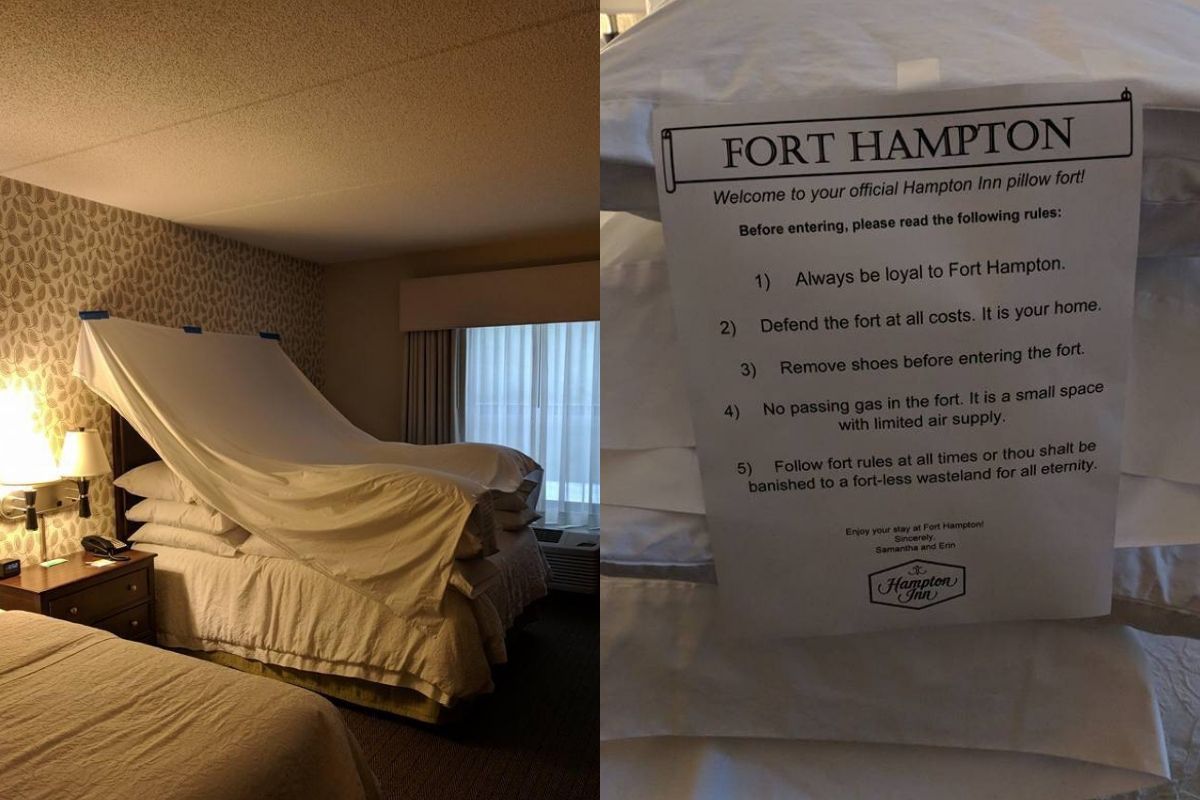 FORT HAMPTON
Welcome to your official Hampton Inn pillow fort!
Before entering, please read the following rules:
1) Always be loyal to Fort Hampton.
2) Defend the fort at all costs. It is your home.
3) Remove shoes before entering the fort.
4) No passing gas in the fort. It is a small space
with limited air supply.
5) Follow fort rules at all times or thou shalt be
banished to a fort-less wasteland for all eternity.
Enjoy your stay at Fort Hampton!
Sincerely,
Samantha and Erin
Hampton
Inn